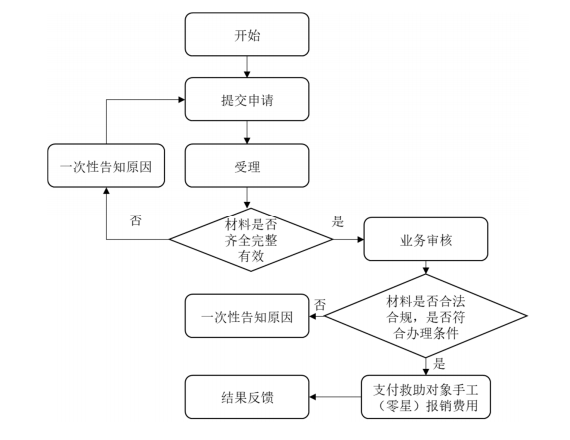 开始
提交申请
一次性告知原因
受理
材料是否
齐全完整
有效
否
是
业务审核
材料是否合法
合规，是否符
合办理条件
否
一次性告知原因
是
支付救助对象手工
（零星）报销费用
结果反馈